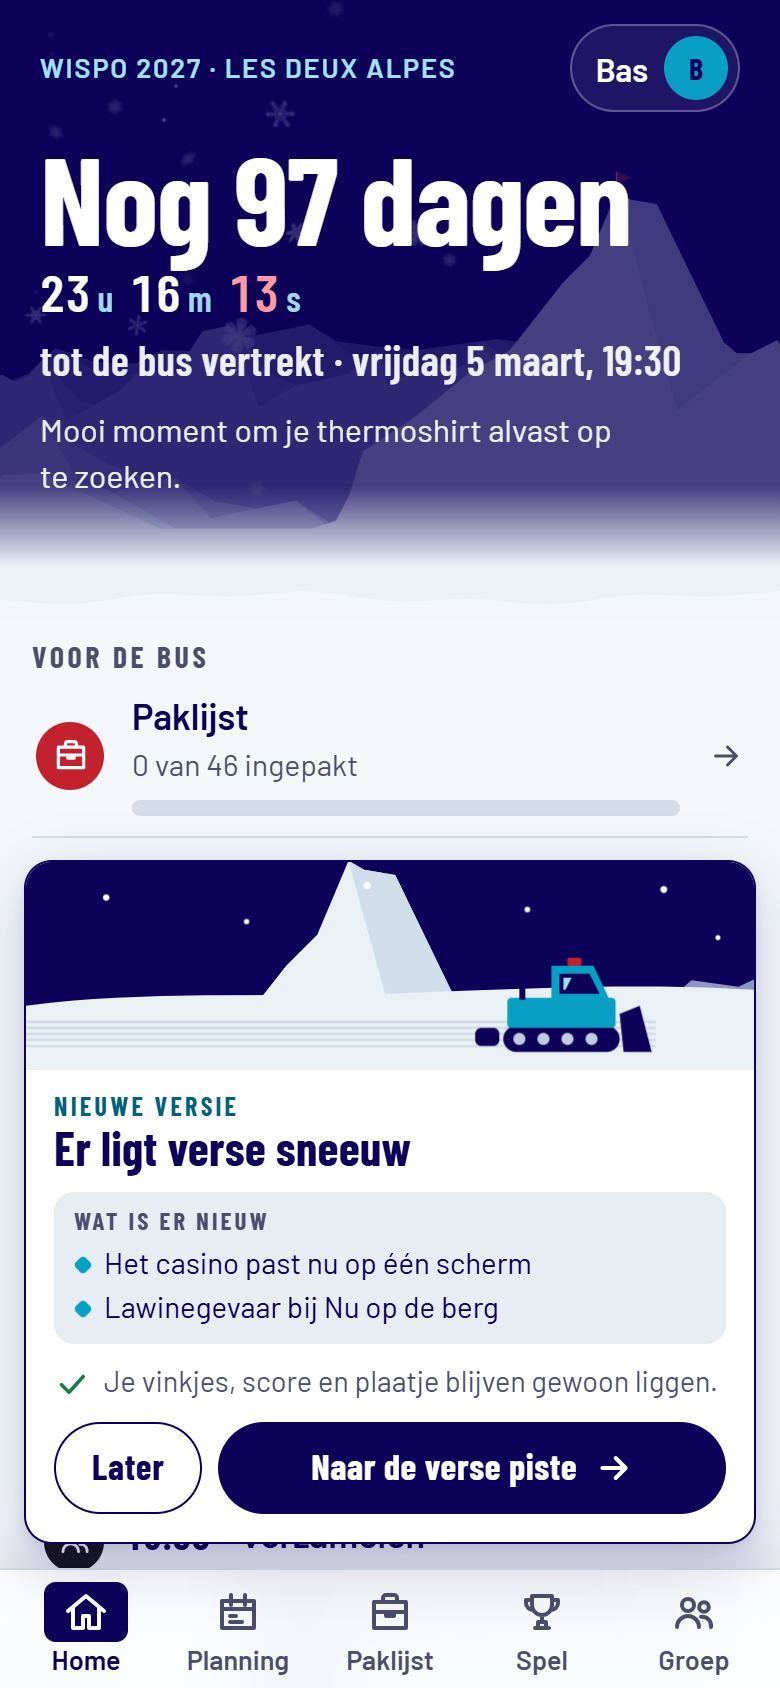 WISPO 2027 · LES DEUX ALPES
Bas B
Nog 97 dagen
23 u 16 m 13 s
tot de bus vertrekt · vrijdag 5 maart, 19:30
Mooi moment om je thermoshirt alvast op
te zoeken.
VOOR DE BUS
Paklijst
0 van 46 ingepakt
NIEUWE VERSIE
Er ligt verse sneeuw
WAT IS ER NIEUW
Het casino past nu op één scherm
Lawinegevaar bij Nu op de berg
Je vinkjes, score en plaatje blijven gewoon liggen.
Later
Naar de verse piste
Home Planning Paklijst Spel Groep